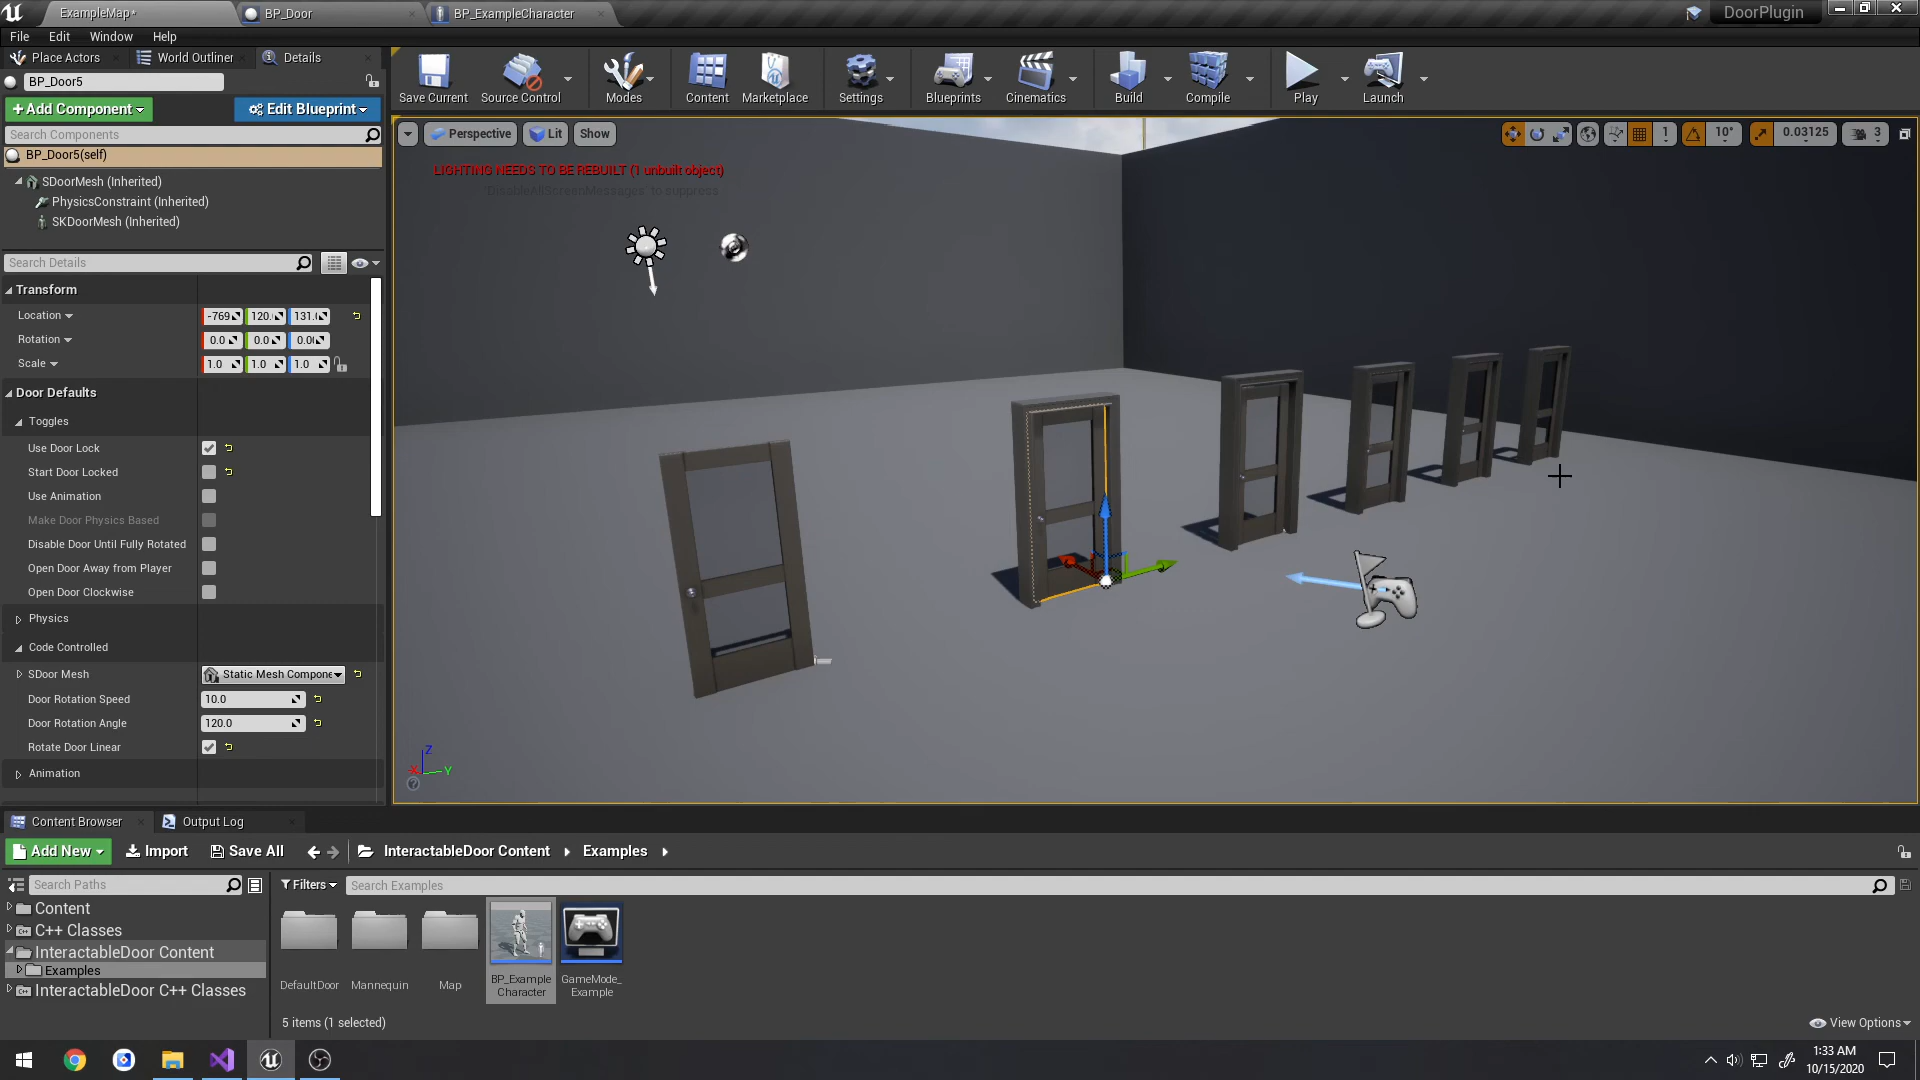 ExampleMap*
BP_Door
BP_ExampleCharacter
DoorPlugin
File Edit Window Help
Place Actors
World Outliner
Details
BP_Door5
+Add Component
Edit Blueprint
Search Components
BP_Door5(self)
SDoorMesh (Inherited)
PhysicsConstraint (Inherited)
SKDoorMesh (Inherited)
Search Details
Transform
Location -769 120. 131.(
Rotation 0.0 0.0 0.0(
Scale 1.0 1.0 1.0
Door Defaults
Toggles
Use Door Lock
Start Door Locked
Use Animation
Make Door Physics Based
Disable Door Until Fully Rotated
Open Door Away from Player
Open Door Clockwise
Physics
Code Controlled
SDoor Mesh Static Mesh Compone
Door Rotation Speed 10.0
Door Rotation Angle 120.0
Rotate Door Linear
Animation
Save Current Source Control Modes Content Marketplace Settings Blueprints Cinematics Build Compile Play Launch
Perspective Lit Show
1 10° 0.03125 3
LIGHTING NEEDS TO BE REBUILT (1 unbuilt object)
'DisableAllScreenMessages' to suppress
Z
X Y
Content Browser
Output Log
Add New Import Save All InteractableDoor Content Examples
Search Paths
Filters
Search Examples
Content
C++ Classes
InteractableDoor Content
Examples
InteractableDoor C++ Classes
DefaultDoor
Mannequin
Map
BP_Example
Character
GameMode_
Example
5 items (1 selected)
View Options
1:33 AM
10/15/2020